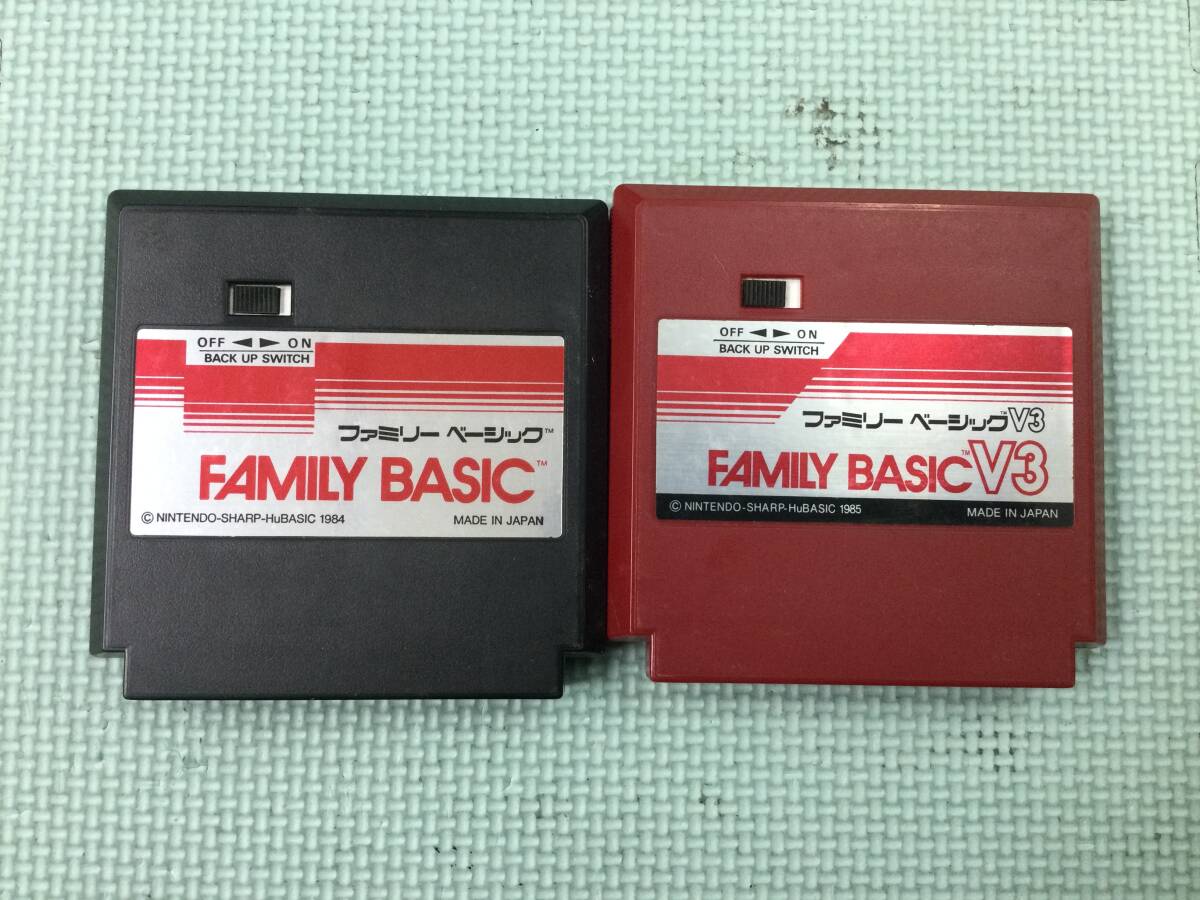 OFF ◄ ► ON
BACK UP SWITCH
ファミリー ベーシック™
FAMILY BASIC™
© NINTENDO-SHARP-HuBASIC 1984 MADE IN JAPAN
OFF ◄ ► ON
BACK UP SWITCH
ファミリー ベーシック™V3
FAMILY BASIC™V3
© NINTENDO-SHARP-HuBASIC 1985 MADE IN JAPAN